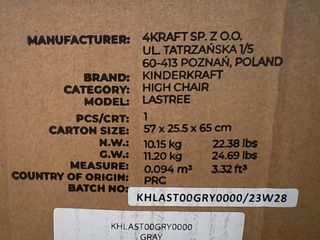 MANUFACTURER: 4KRAFT SP. Z O.O.
UL. TATRZAŃSKA 1/5
60-413 POZNAŃ, POLAND
BRAND: KINDERKRAFT
CATEGORY: HIGH CHAIR
MODEL: LASTREE
PCS/CRT: 1
CARTON SIZE: 57 x 25.5 x 65 cm
N.W.: 10.15 kg 22.38 lbs
G.W.: 11.20 kg 24.69 lbs
MEASURE: 0.094 m³ 3.32 ft³
COUNTRY OF ORIGIN: PRC
BATCH NO: KHLAST00GRY0000/23W28
KHLAST00GRY0000
GRAY